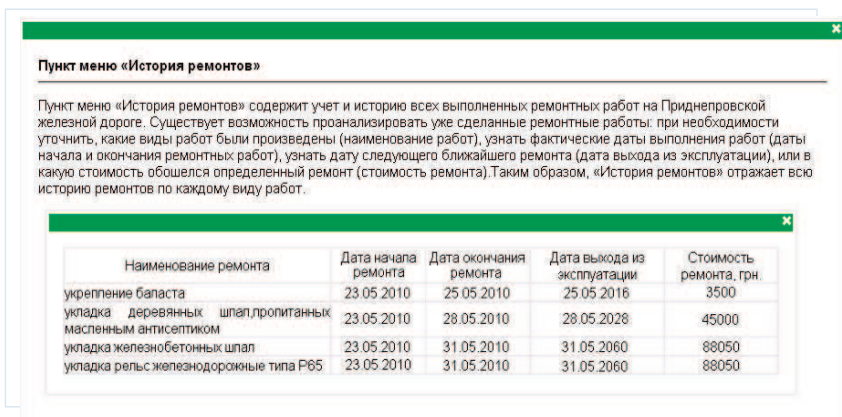 Пункт меню «История ремонтов»
Пункт меню «История ремонтов» содержит учет и историю всех выполненных ремонтных работ на Приднепровской
железной дороге. Существует возможность проанализировать уже сделанные ремонтные работы: при необходимости
уточнить, какие виды работ были произведены (наименование работ), узнать фактические даты выполнения работ (даты
начала и окончания ремонтных работ), узнать дату следующего ближайшего ремонта (дата выхода из эксплуатации), или в
какую стоимость обошелся определенный ремонт (стоимость ремонта).Таким образом, «История ремонтов» отражает всю
историю ремонтов по каждому виду работ.
Наименование ремонта Дата начала ремонта Дата окончания ремонта Дата выхода из эксплуатации Стоимость ремонта, грн.
укрепление баласта 23.05.2010 25.05.2010 25.05.2016 3500
укладка деревянных шпал,пропитанных
масленным антисептиком 23.05.2010 28.05.2010 28.05.2028 45000
укладка железнобетонных шпал 23.05.2010 31.05.2010 31.05.2060 88050
укладка рельс железнодорожные типа Р65 23.05.2010 31.05.2010 31.05.2060 88050